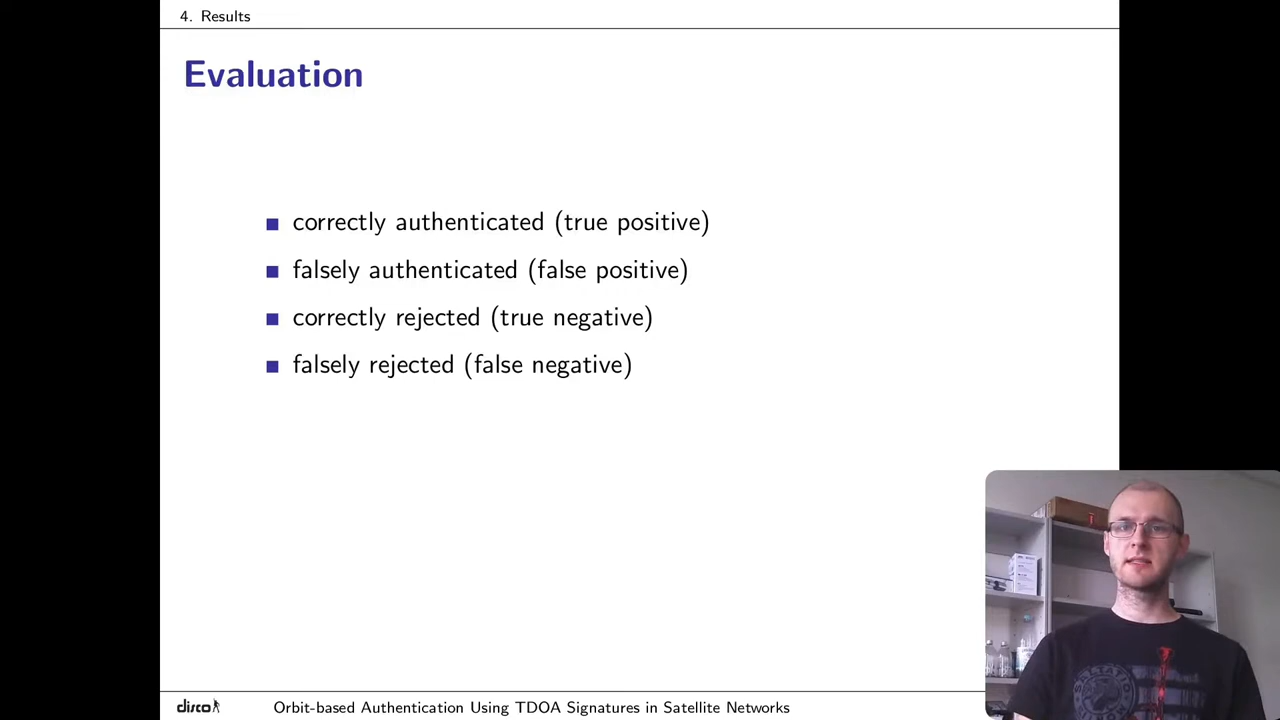 4. Results
Evaluation
correctly authenticated (true positive)
falsely authenticated (false positive)
correctly rejected (true negative)
falsely rejected (false negative)
disco
Orbit-based Authentication Using TDOA Signatures in Satellite Networks